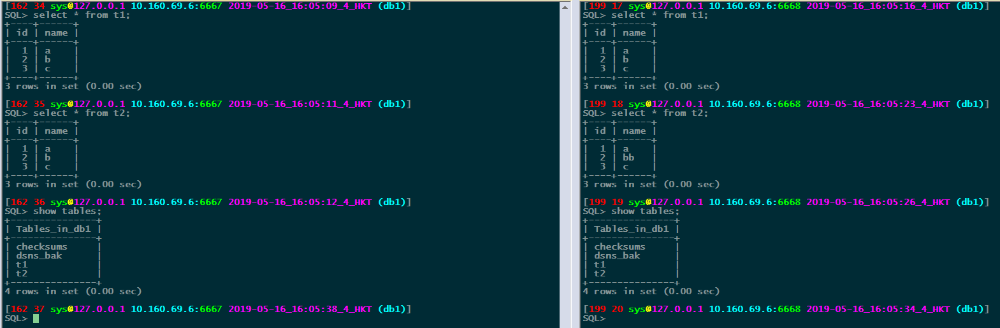 [162 34 sys@127.0.0.1 10.160.69.6:6667 2019-05-16_16:05:09_4_HKT (db1)]
SQL> select * from t1;
+----+------+
| id | name |
+----+------+
|  1 | a    |
|  2 | b    |
|  3 | c    |
+----+------+
3 rows in set (0.00 sec)

[162 35 sys@127.0.0.1 10.160.69.6:6667 2019-05-16_16:05:11_4_HKT (db1)]
SQL> select * from t2;
+----+------+
| id | name |
+----+------+
|  1 | a    |
|  2 | b    |
|  3 | c    |
+----+------+
3 rows in set (0.00 sec)

[162 36 sys@127.0.0.1 10.160.69.6:6667 2019-05-16_16:05:12_4_HKT (db1)]
SQL> show tables;
+---------------+
| Tables_in_db1 |
+---------------+
| checksums     |
| dsns_bak      |
| t1            |
| t2            |
+---------------+
4 rows in set (0.00 sec)

[162 37 sys@127.0.0.1 10.160.69.6:6667 2019-05-16_16:05:38_4_HKT (db1)]
SQL>
[199 17 sys@127.0.0.1 10.160.69.6:6668 2019-05-16_16:05:16_4_HKT (db1)]
SQL> select * from t1;
+----+------+
| id | name |
+----+------+
|  1 | a    |
|  2 | b    |
|  3 | c    |
+----+------+
3 rows in set (0.00 sec)

[199 18 sys@127.0.0.1 10.160.69.6:6668 2019-05-16_16:05:23_4_HKT (db1)]
SQL> select * from t2;
+----+------+
| id | name |
+----+------+
|  1 | a    |
|  2 | bb   |
|  3 | c    |
+----+------+
3 rows in set (0.00 sec)

[199 19 sys@127.0.0.1 10.160.69.6:6668 2019-05-16_16:05:26_4_HKT (db1)]
SQL> show tables;
+---------------+
| Tables_in_db1 |
+---------------+
| checksums     |
| dsns_bak      |
| t1            |
| t2            |
+---------------+
4 rows in set (0.00 sec)

[199 20 sys@127.0.0.1 10.160.69.6:6668 2019-05-16_16:05:34_4_HKT (db1)]
SQL>